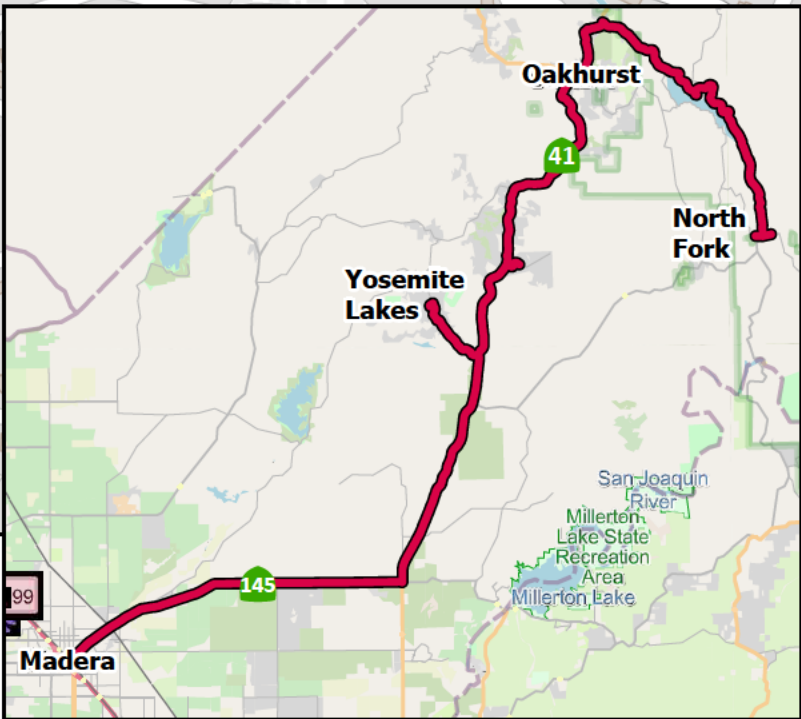 Oakhurst
41
North
Fork
Yosemite
Lakes
San Joaquin
River
Millerton
Lake State
Recreation
Area
Millerton Lake
145
99
Madera